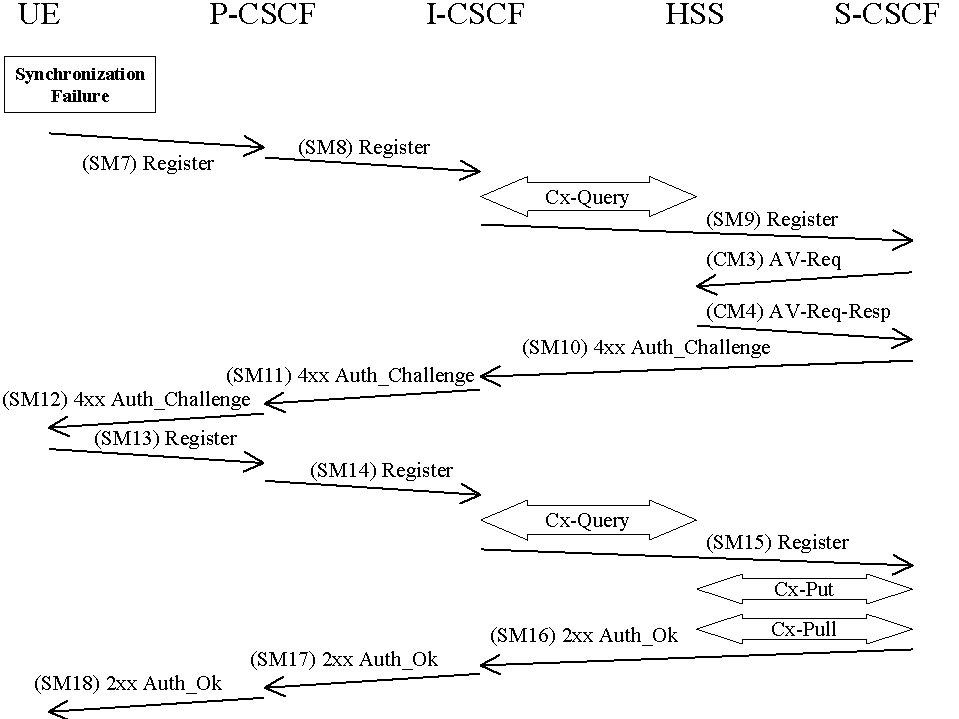 UE P-CSCF I-CSCF HSS S-CSCF
Synchronization
Failure
(SM7) Register
(SM8) Register
Cx-Query
(SM9) Register
(CM3) AV-Req
(CM4) AV-Req-Resp
(SM10) 4xx Auth_Challenge
(SM11) 4xx Auth_Challenge
(SM12) 4xx Auth_Challenge
(SM13) Register
(SM14) Register
Cx-Query
(SM15) Register
Cx-Put
Cx-Pull
(SM16) 2xx Auth_Ok
(SM17) 2xx Auth_Ok
(SM18) 2xx Auth_Ok